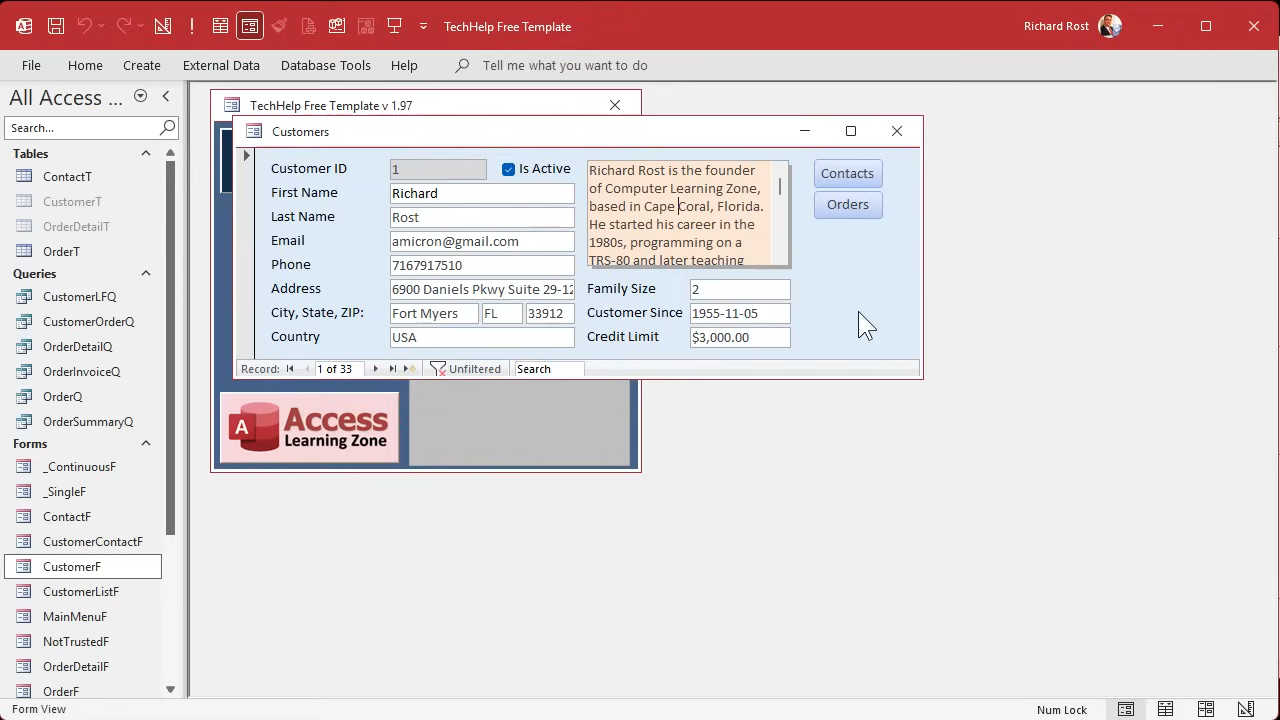 TechHelp Free Template
Richard Rost
File Home Create External Data Database Tools Help Tell me what you want to do
All Access ...
Search...
Tables
ContactT
CustomerT
OrderDetailT
OrderT
Queries
CustomerLFQ
CustomerOrderQ
OrderDetailQ
OrderInvoiceQ
OrderQ
OrderSummaryQ
Forms
_ContinuousF
_SingleF
ContactF
CustomerContactF
CustomerF
CustomerListF
MainMenuF
NotTrustedF
OrderDetailF
OrderF
TechHelp Free Template v 1.97
Customers
Customer ID 1 Is Active
First Name Richard
Last Name Rost
Email amicron@gmail.com
Phone 7167917510
Address 6900 Daniels Pkwy Suite 29-12
City, State, ZIP: Fort Myers FL 33912
Country USA
Richard Rost is the founder
of Computer Learning Zone,
based in Cape Coral, Florida.
He started his career in the
1980s, programming on a
TRS-80 and later teaching
Family Size 2
Customer Since 1955-11-05
Credit Limit $3,000.00
Contacts
Orders
Record: 1 of 33 Unfiltered Search
A Access
Learning Zone
Form View
Num Lock